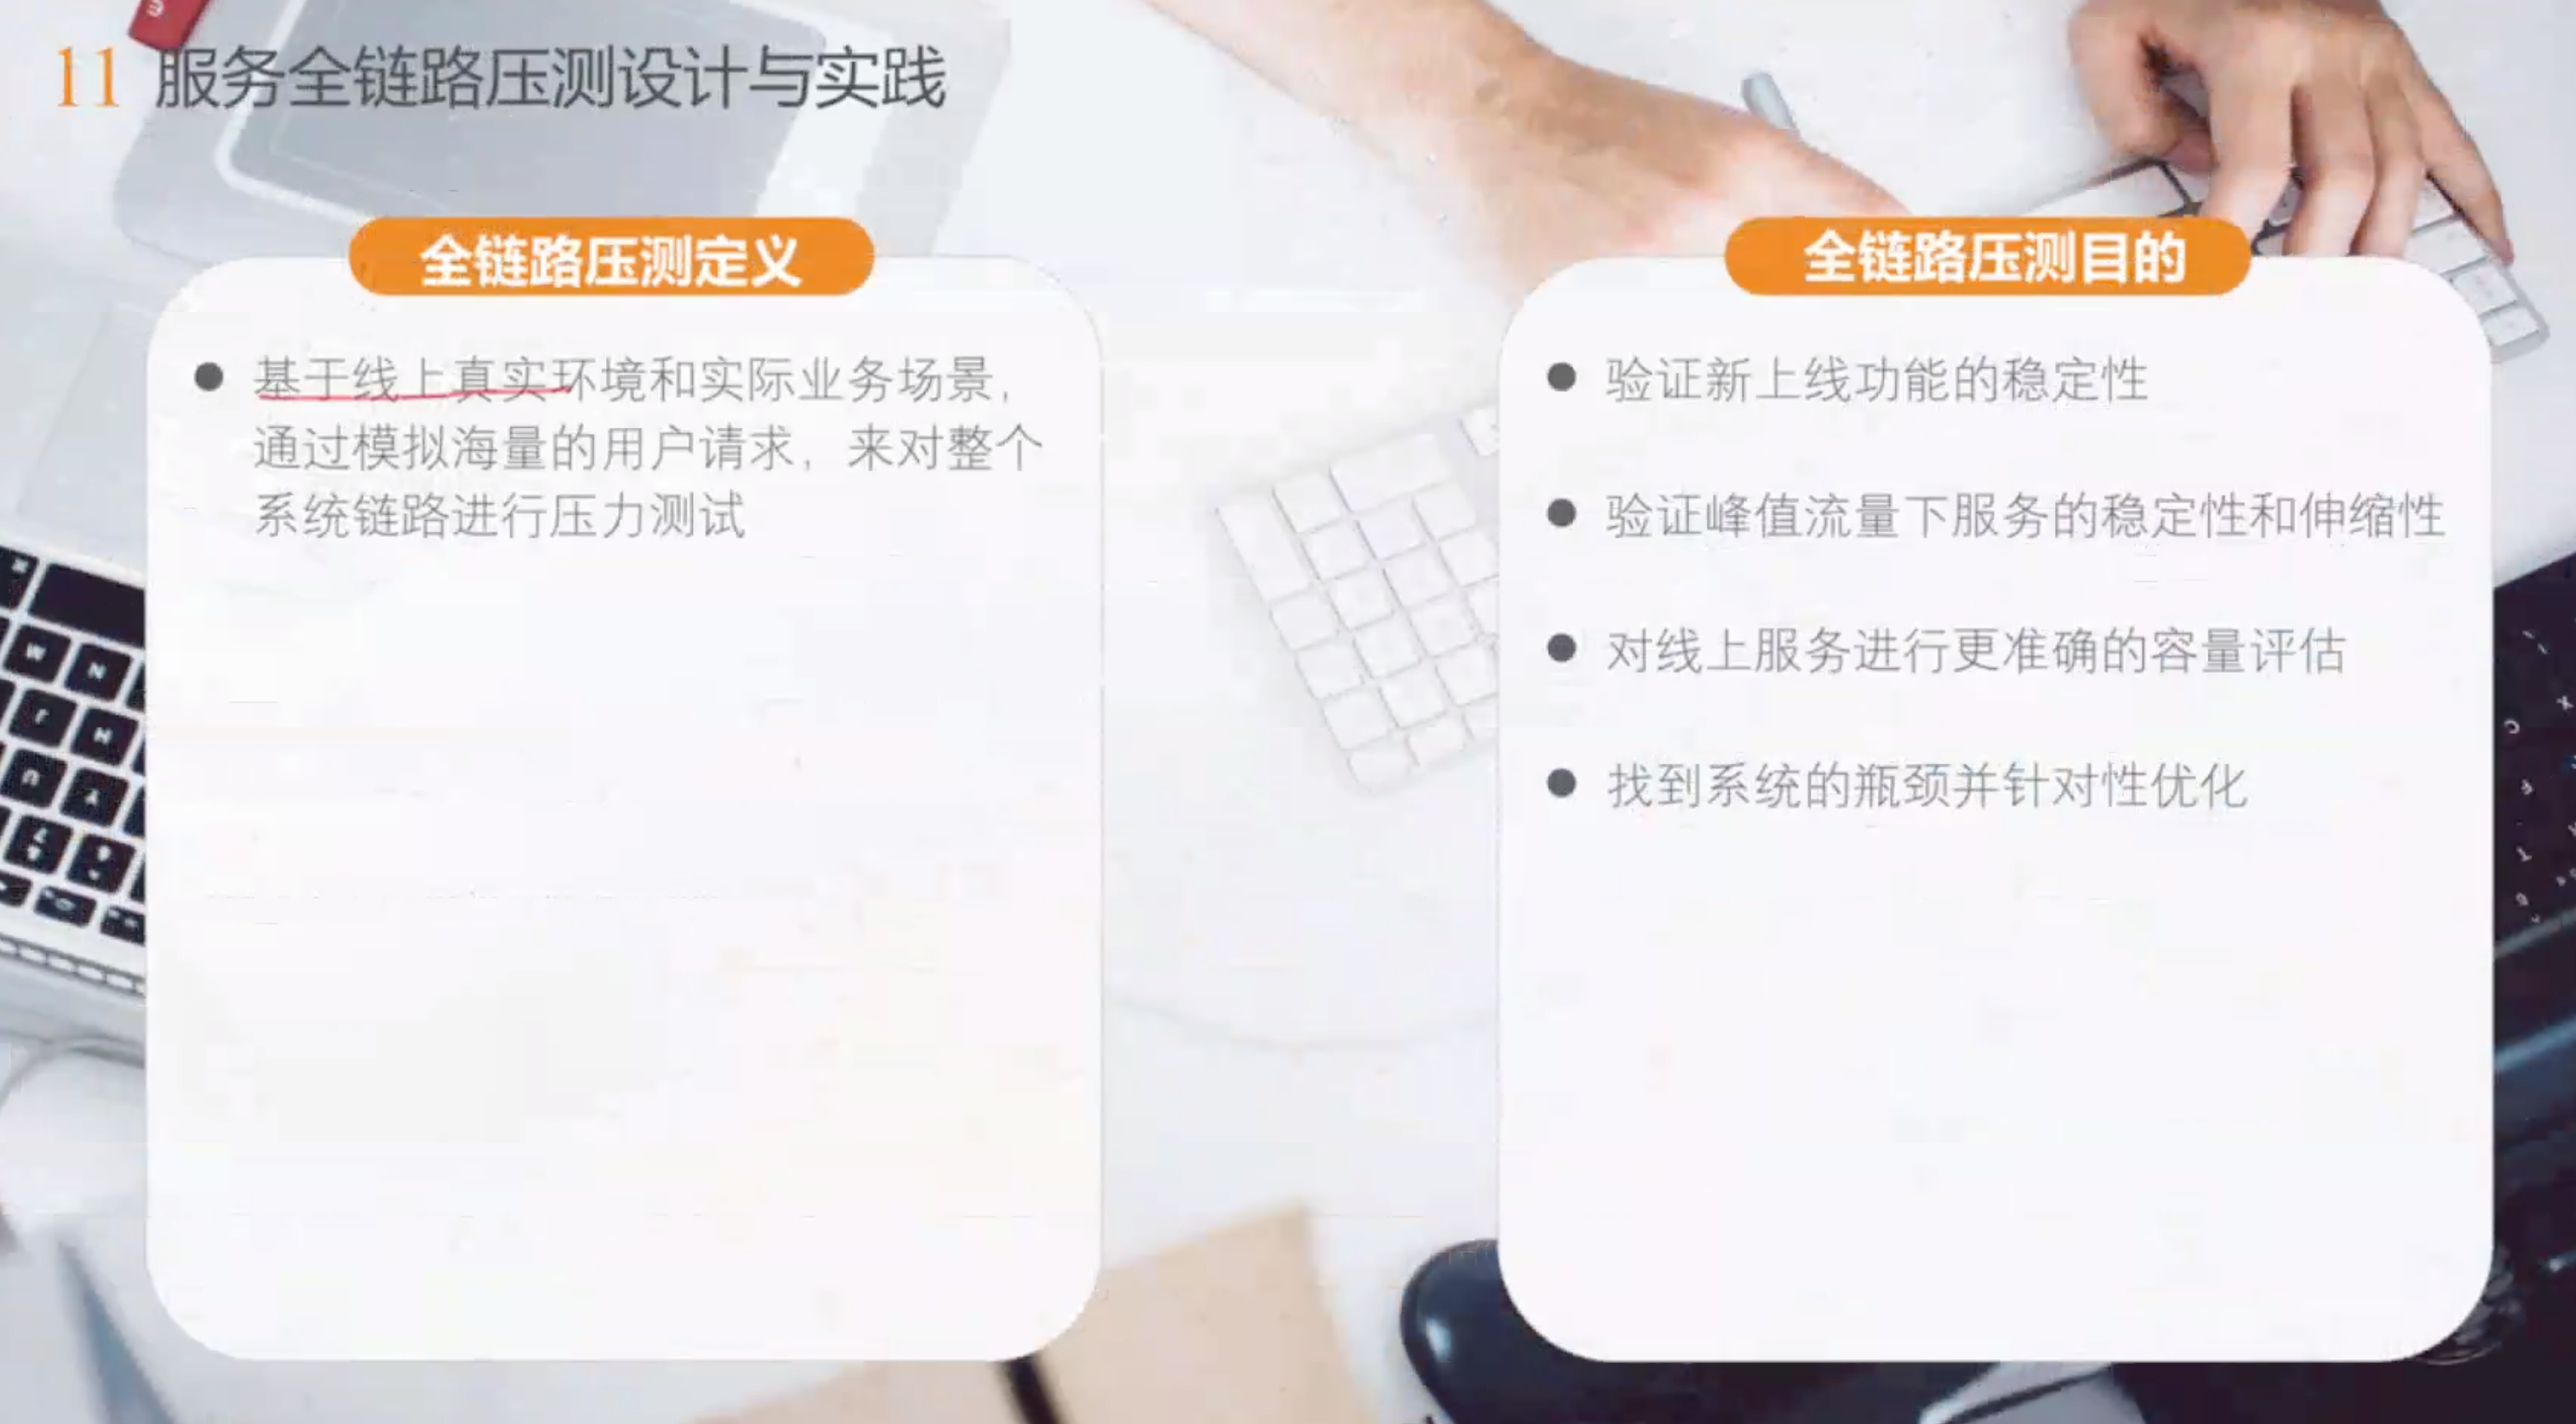 11 服务全链路压测设计与实践
全链路压测定义
● 基于线上真实环境和实际业务场景，
通过模拟海量的用户请求，来对整个
系统链路进行压力测试
全链路压测目的
● 验证新上线功能的稳定性
● 验证峰值流量下服务的稳定性和伸缩性
● 对线上服务进行更准确的容量评估
● 找到系统的瓶颈并针对性优化